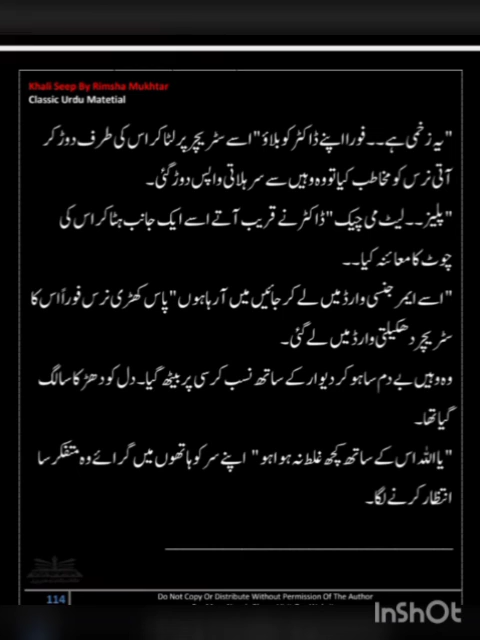 Khali Seep By Rimsha Mukhtar
Classic Urdu Matetial
"یہ زخمی ہے۔۔ فورا اپنے ڈاکٹر کو بلاؤ" اسے سٹریچر پر لٹا کر اس کی طرف دوڑ کر
آتی نرس کو مخاطب کیا تو وہ وہیں سے سر ہلاتی واپس دوڑ گئی۔
"پلیز۔۔ لیٹ می چیک" ڈاکٹر نے قریب آتے اسے ایک جانب ہٹا کر اس کی
چوٹ کا معائنہ کیا۔۔
"اسے ایمر جنسی وارڈ میں لے کر جائیں میں آرہا ہوں" پاس کھڑی نرس فوراً اس کا
سٹریچر دھکیلتی وارڈ میں لے گئی۔
وہ وہیں بے دم سا ہو کر دیوار کے ساتھ نسب کرسی پر بیٹھ گیا۔ دل کو دھڑکا سا لگ
گیا تھا۔
"یا اللہ اس کے ساتھ کچھ غلط نہ ہوا ہو" اپنے سر کو ہاتھوں میں گرائے وہ متفکر سا
انتظار کرنے لگا۔
114
Do Not Copy Or Distribute Without Permission Of The Author
InShOt